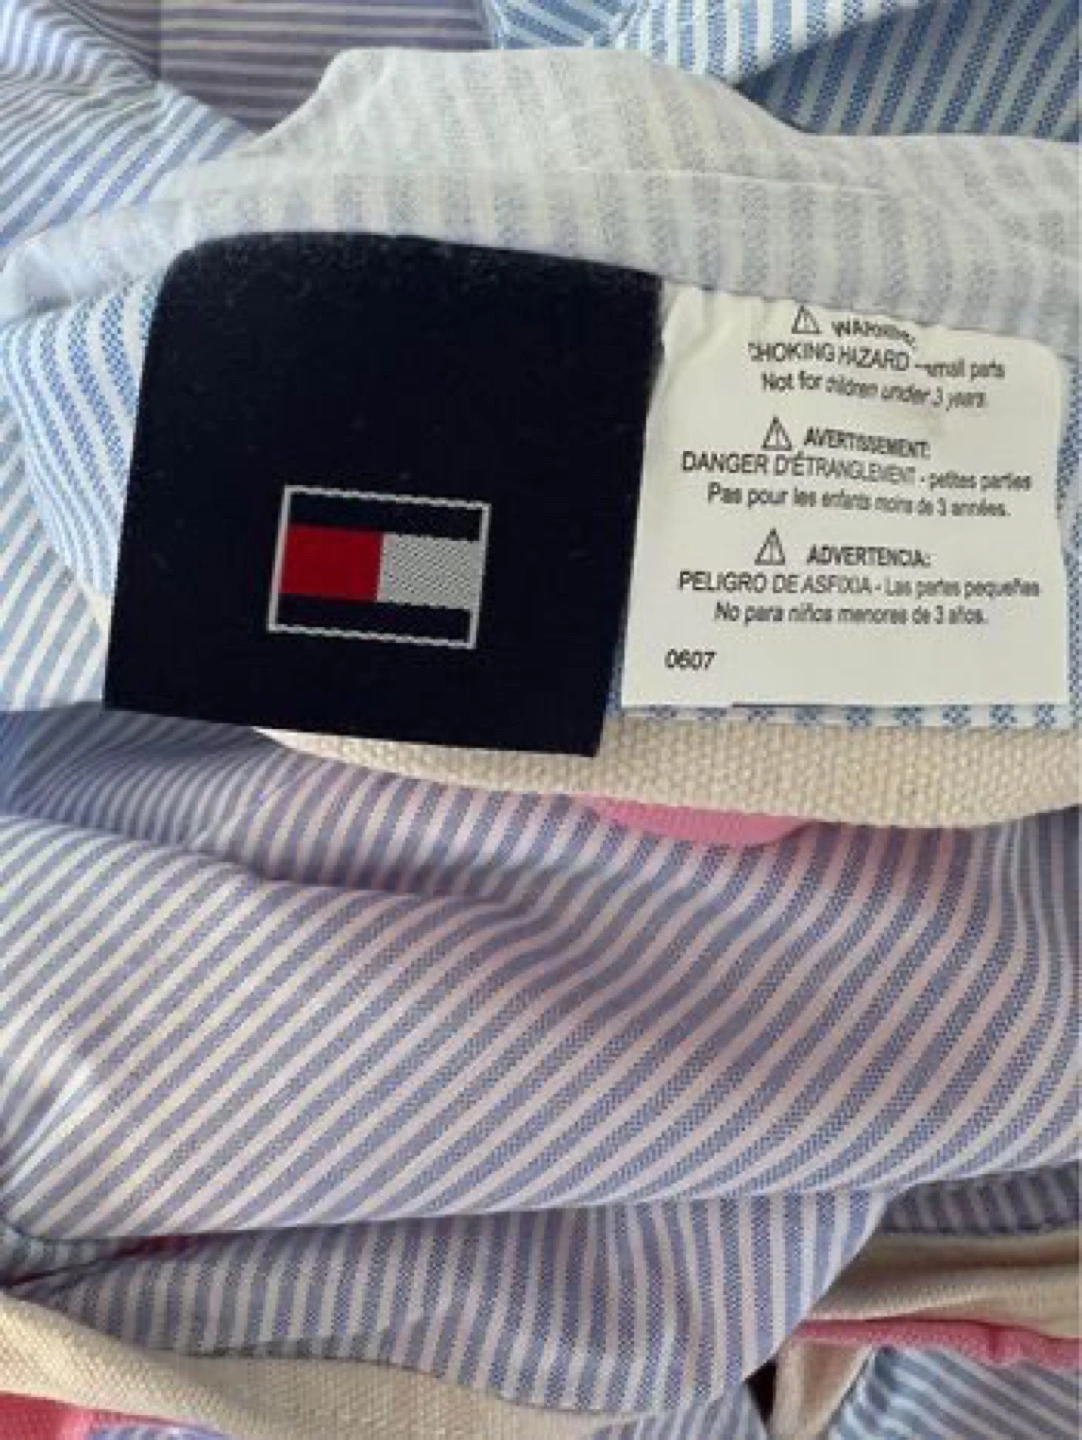 WARNING:
CHOKING HAZARD - small parts
Not for children under 3 years.
AVERTISSEMENT:
DANGER D'ÉTRANGLEMENT - petites parties
Pas pour les enfants moins de 3 années.
ADVERTENCIA:
PELIGRO DE ASFIXIA - Las partes pequeñas
No para niños menores de 3 años.
0607